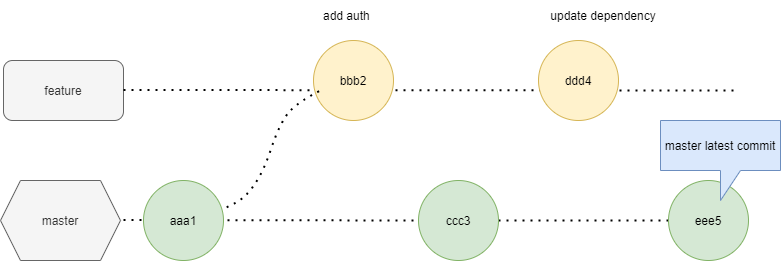 add auth
update dependency
feature
bbb2
ddd4
master latest commit
master
aaa1
ccc3
eee5